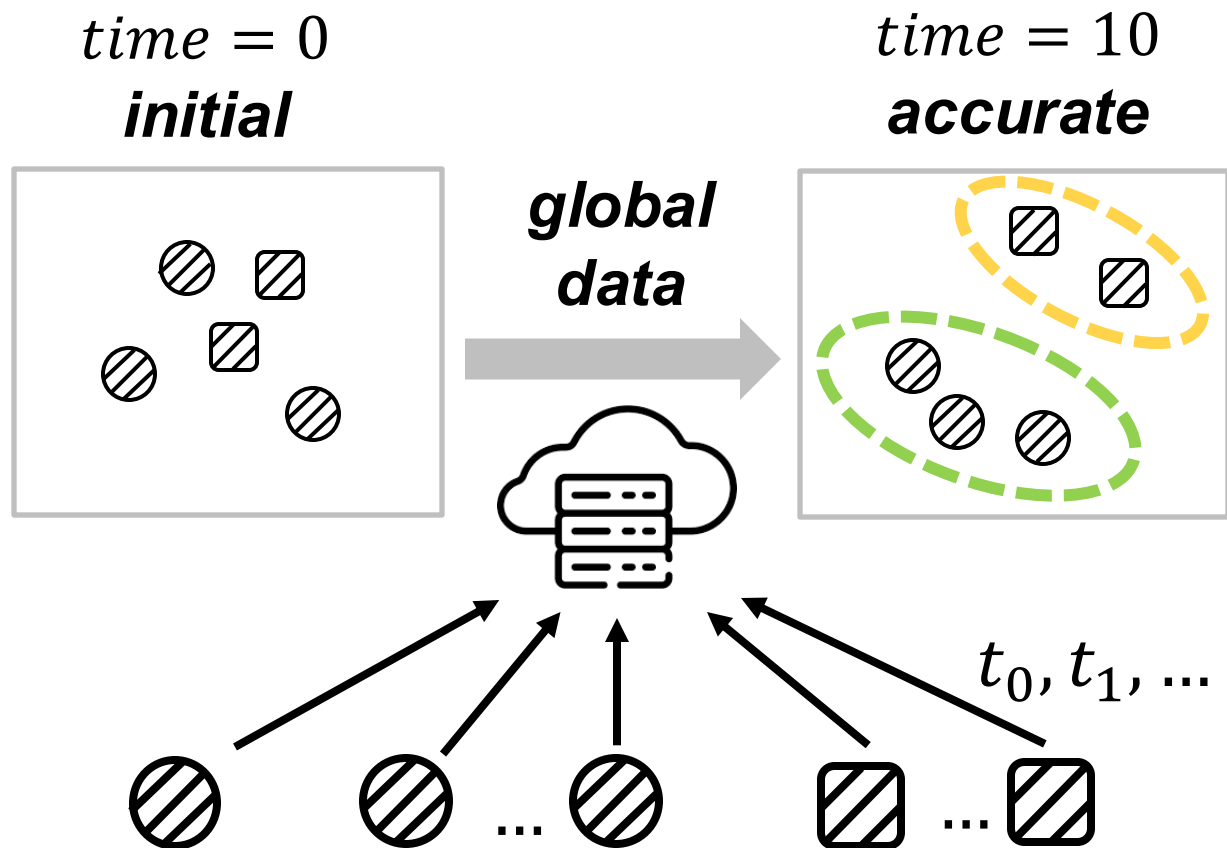 time = 0
initial
time = 10
accurate
global
data
t₀, t₁, ...
...
...